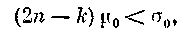 (2n − k) μ₀ < σ₀,